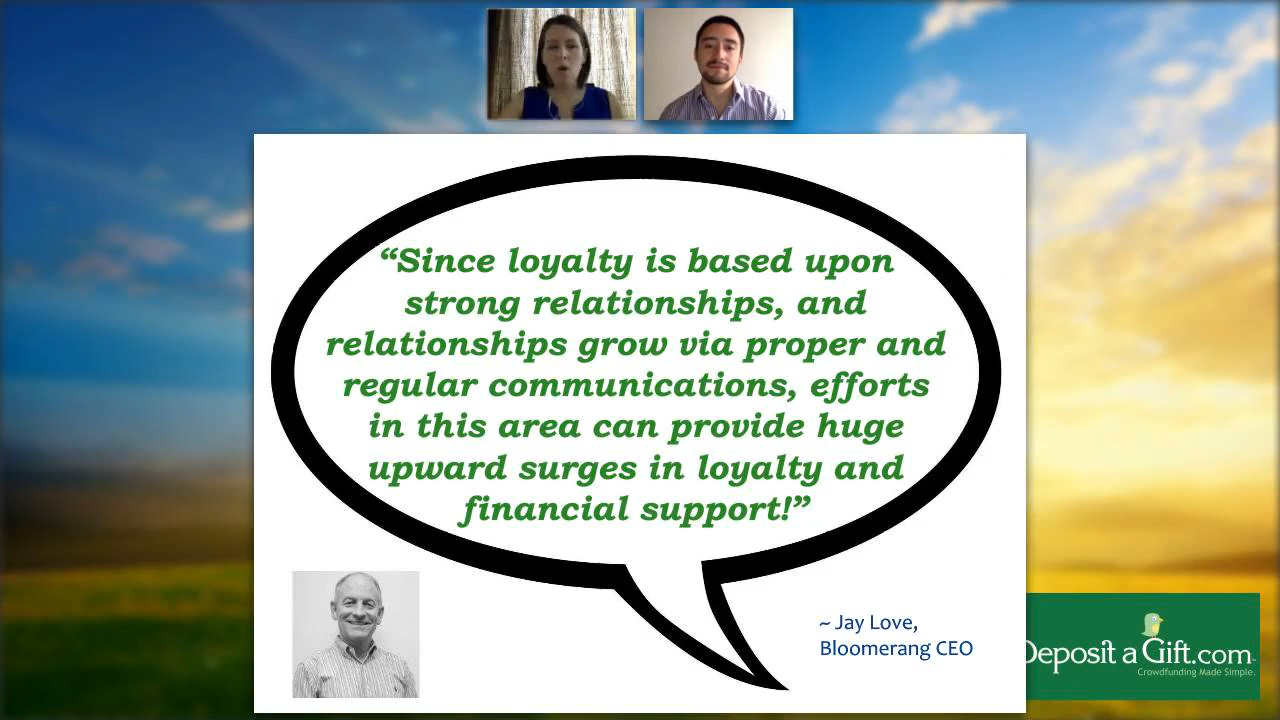 “Since loyalty is based upon
strong relationships, and
relationships grow via proper and
regular communications, efforts
in this area can provide huge
upward surges in loyalty and
financial support!”
~ Jay Love,
Bloomerang CEO
Deposit a Gift.com
Crowdfunding Made Simple.